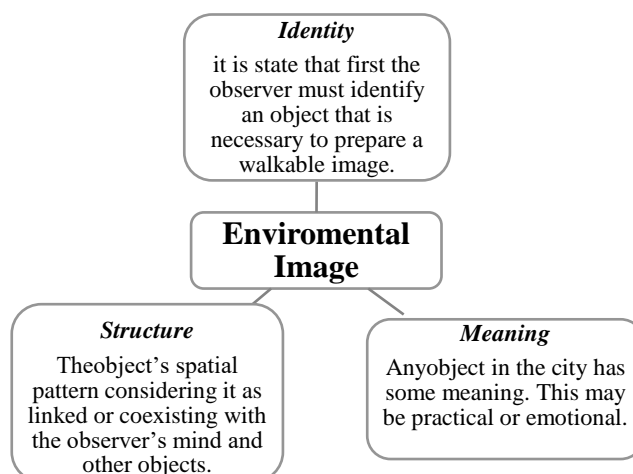 Identity
it is state that first the
observer must identify
an object that is
necessary to prepare a
walkable image.
Enviromental
Image
Structure
Theobject’s spatial
pattern considering it as
linked or coexisting with
the observer’s mind and
other objects.
Meaning
Anyobject in the city has
some meaning. This may
be practical or emotional.